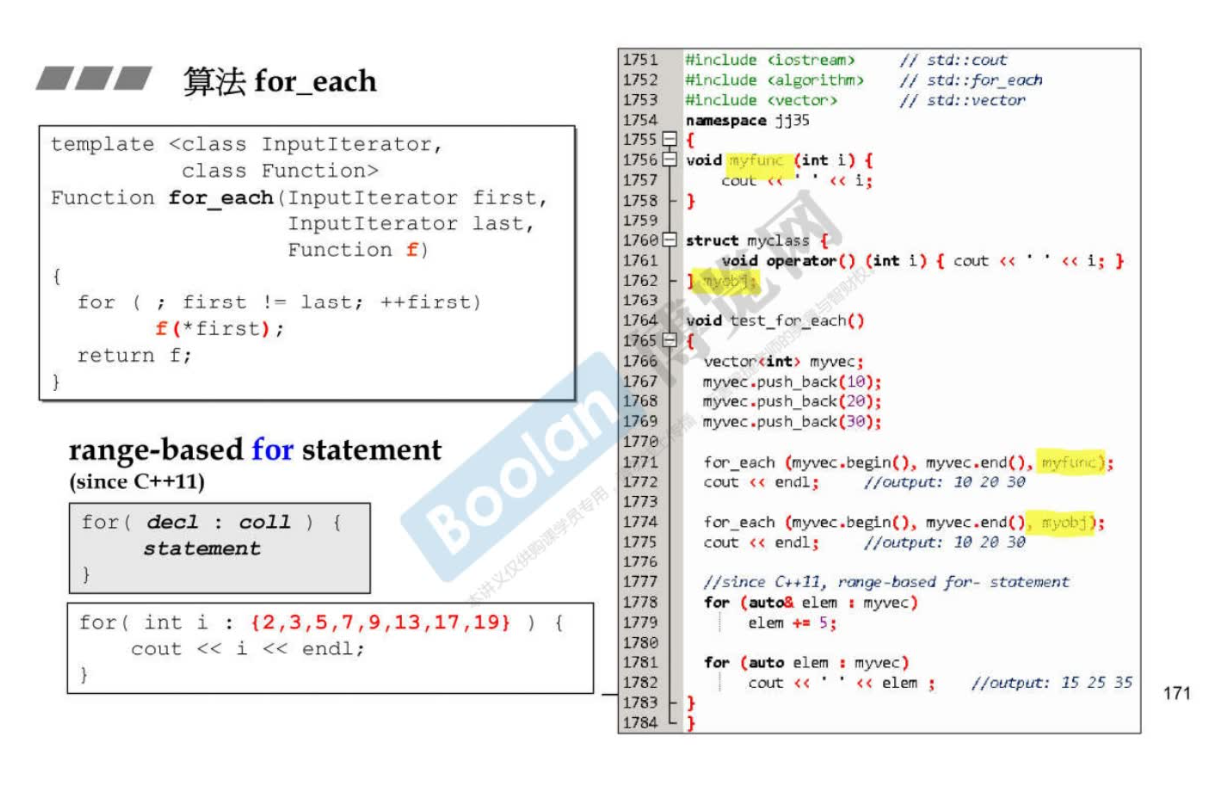 算法 for_each
template <class InputIterator,
class Function>
Function for_each(InputIterator first,
InputIterator last,
Function f)
{
for ( ; first != last; ++first)
f(*first);
return f;
}
range-based for statement
(since C++11)
for( decl : coll ) {
statement
}
for( int i : {2,3,5,7,9,13,17,19} ) {
cout << i << endl;
}
1751 #include <iostream> // std::cout
1752 #include <algorithm> // std::for_each
1753 #include <vector> // std::vector
1754 namespace jj35
1755 {
1756 void myfunc (int i) {
1757 cout << ' ' << i;
1758 }
1759
1760 struct myclass {
1761 void operator() (int i) { cout << ' ' << i; }
1762 } myobj;
1763
1764 void test_for_each()
1765 {
1766 vector<int> myvec;
1767 myvec.push_back(10);
1768 myvec.push_back(20);
1769 myvec.push_back(30);
1770
1771 for_each (myvec.begin(), myvec.end(), myfunc);
1772 cout << endl; //output: 10 20 30
1773
1774 for_each (myvec.begin(), myvec.end(), myobj);
1775 cout << endl; //output: 10 20 30
1776
1777 //since C++11, range-based for- statement
1778 for (auto& elem : myvec)
1779 elem += 5;
1780
1781 for (auto elem : myvec)
1782 cout << ' ' << elem ; //output: 15 25 35
1783 }
1784 }
171
Boolan 博览网